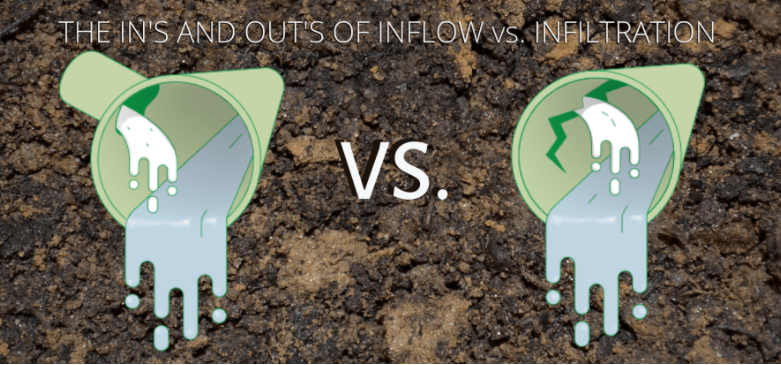 THE IN'S AND OUT'S OF INFLOW vs. INFILTRATION
VS.